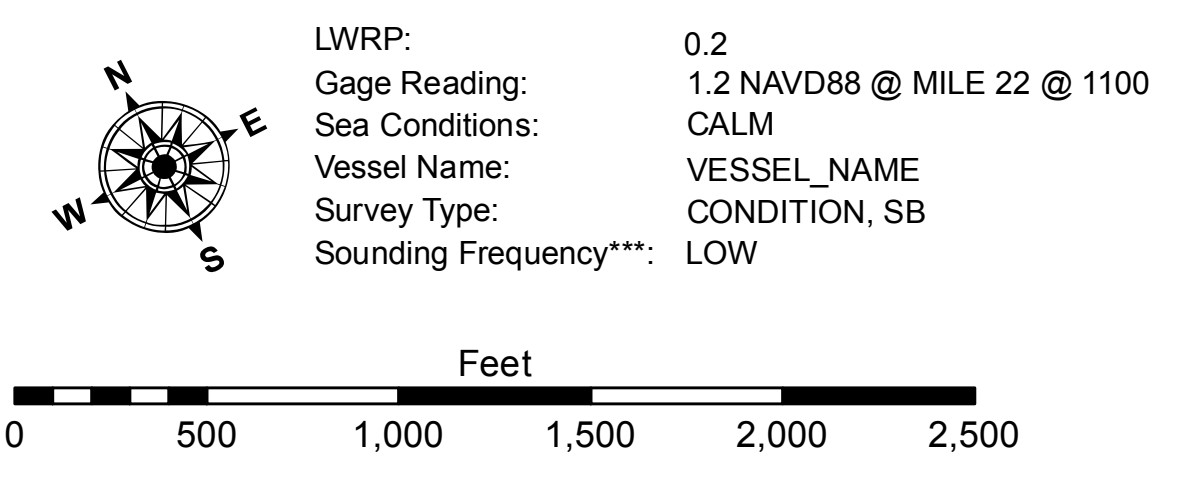 N
E
W
S
LWRP: 0.2
Gage Reading: 1.2 NAVD88 @ MILE 22 @ 1100
Sea Conditions: CALM
Vessel Name: VESSEL_NAME
Survey Type: CONDITION, SB
Sounding Frequency***: LOW
Feet
0 500 1,000 1,500 2,000 2,500